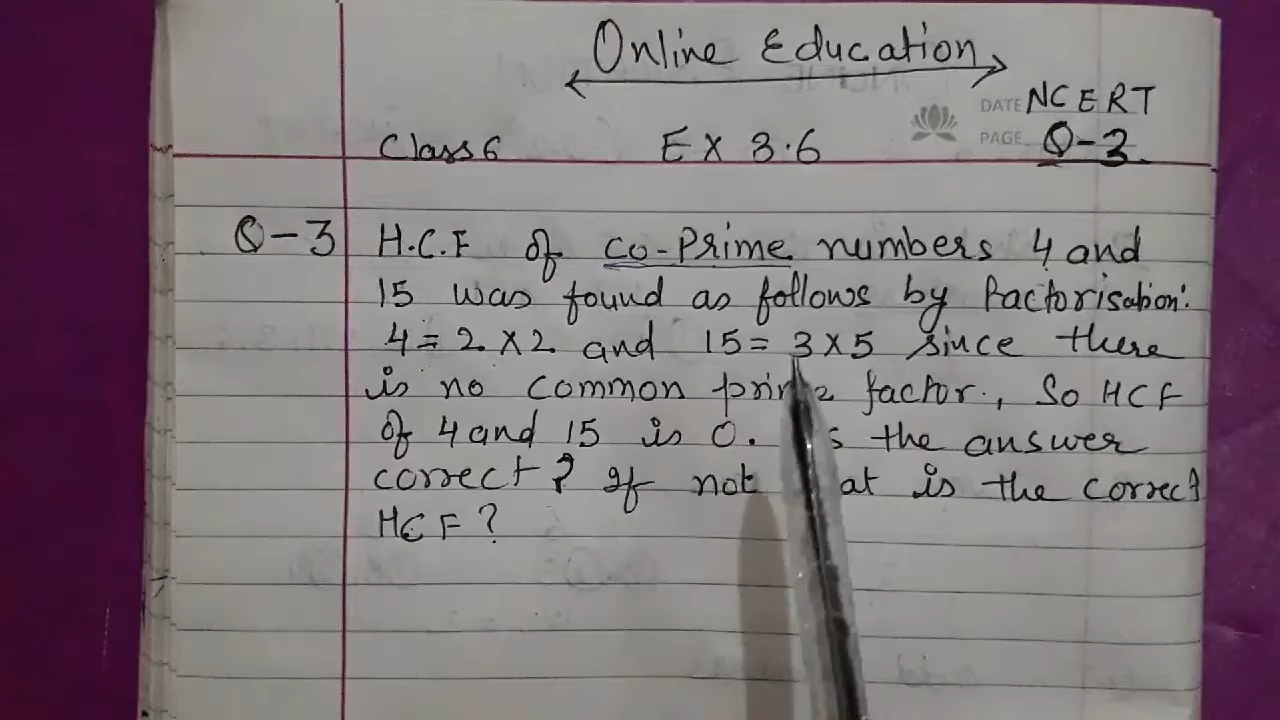 Online Education
DATE NCERT
PAGE Q-3
Class 6 EX 3.6
Q-3 H.C.F of co-Prime numbers 4 and
15 was found as follows by factorisation:
4 = 2 × 2 and 15 = 3 × 5 since there
is no common prime factor., So HCF
of 4 and 15 is 0. the answer
correct? If not is the correct
HCF?